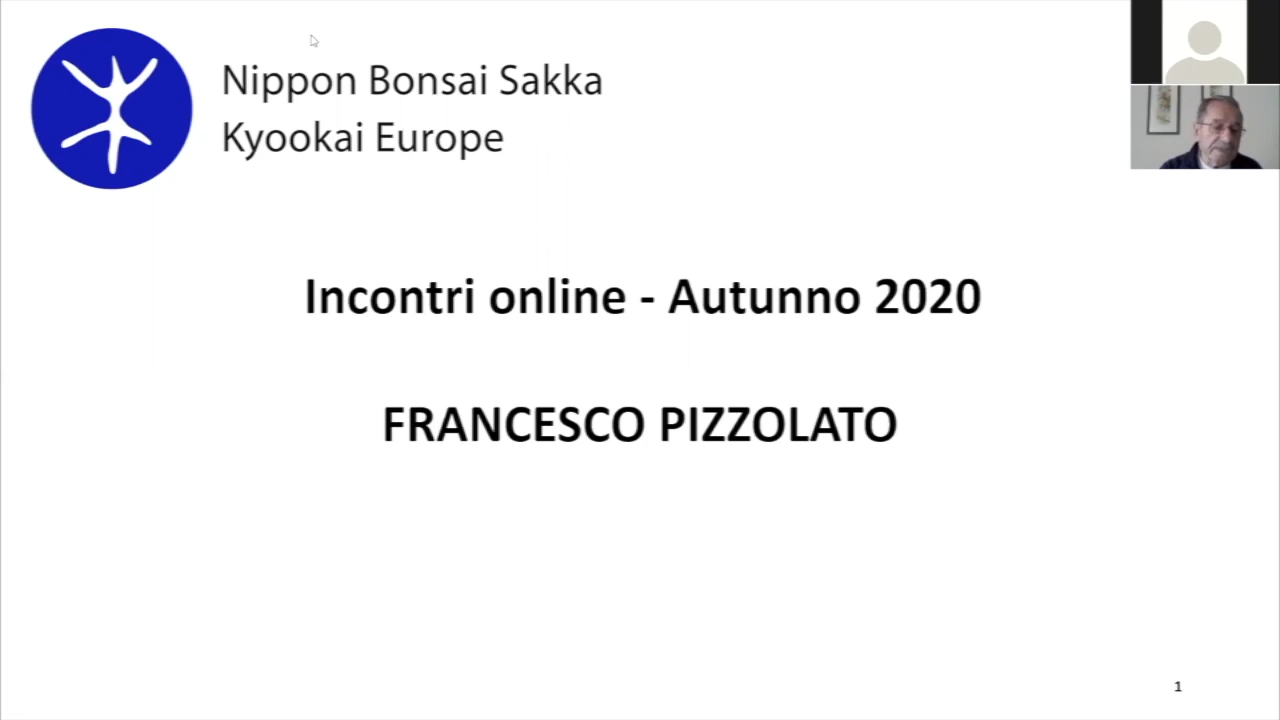 Nippon Bonsai Sakka
Kyookai Europe
Incontri online - Autunno 2020
FRANCESCO PIZZOLATO
1